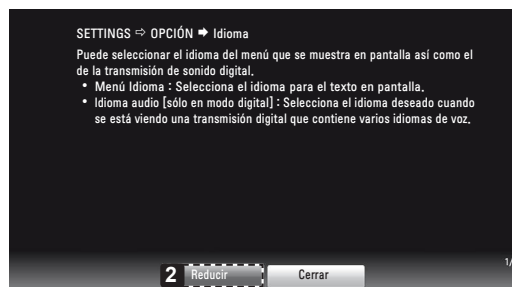 SETTINGS ⇨ OPCIÓN ➡ Idioma
Puede seleccionar el idioma del menú que se muestra en pantalla así como el
de la transmisión de sonido digital.
• Menú Idioma : Selecciona el idioma para el texto en pantalla.
• Idioma audio [sólo en modo digital] : Selecciona el idioma deseado cuando
se está viendo una transmisión digital que contiene varios idiomas de voz.
1/
2 Reducir Cerrar